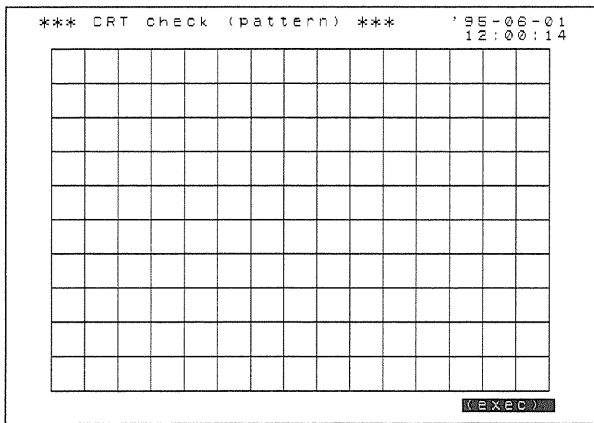 *** CRT check (pattern) *** '95-06-01
12:00:14
(exec)